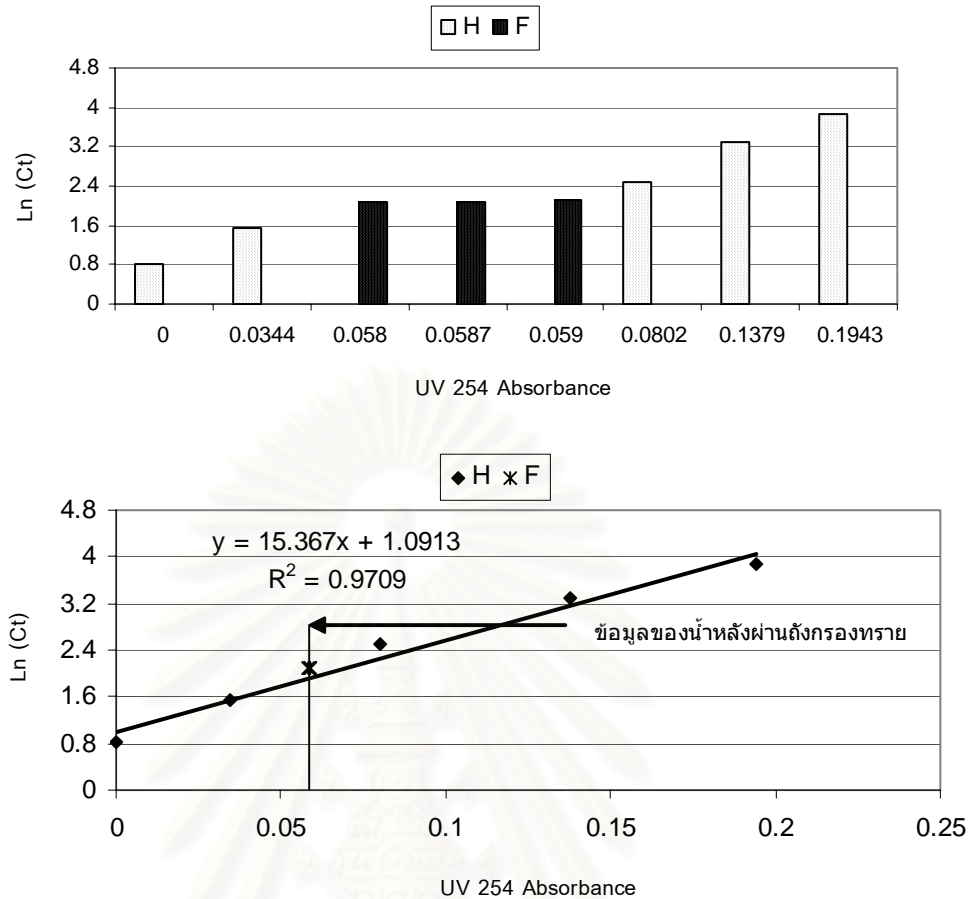 H F
4.8
4
3.2
2.4
1.6
0.8
0
Ln (Ct)
0 0.0344 0.058 0.0587 0.059 0.0802 0.1379 0.1943
UV 254 Absorbance
H F
4.8
4
3.2
2.4
1.6
0.8
0
Ln (Ct)
y = 15.367x + 1.0913
R² = 0.9709
ข้อมูลของน้ำหลังผ่านถังกรองทราย
0 0.05 0.1 0.15 0.2 0.25
UV 254 Absorbance